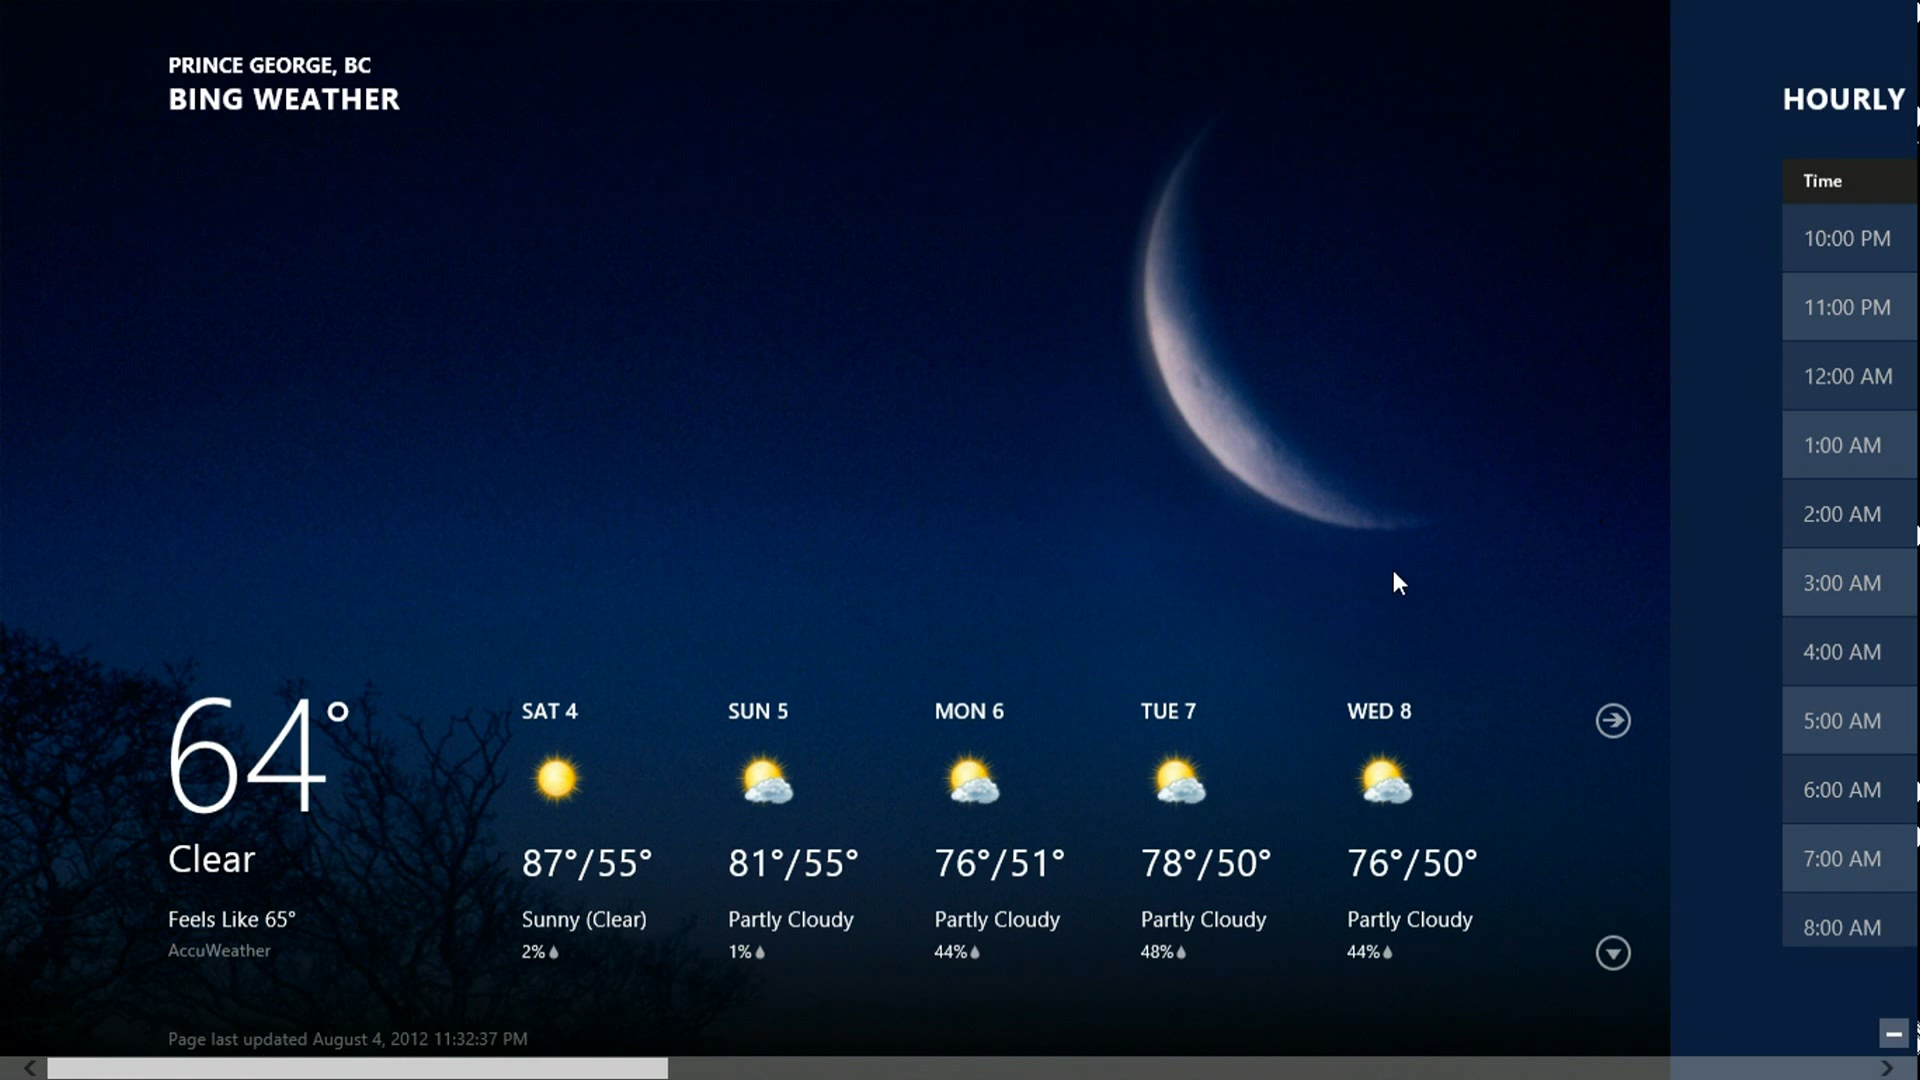 PRINCE GEORGE, BC
BING WEATHER
64°
Clear
Feels Like 65°
AccuWeather
SAT 4
87°/55°
Sunny (Clear)
2%
SUN 5
81°/55°
Partly Cloudy
1%
MON 6
76°/51°
Partly Cloudy
44%
TUE 7
78°/50°
Partly Cloudy
48%
WED 8
76°/50°
Partly Cloudy
44%
Page last updated August 4, 2012 11:32:37 PM
HOURLY
Time
10:00 PM
11:00 PM
12:00 AM
1:00 AM
2:00 AM
3:00 AM
4:00 AM
5:00 AM
6:00 AM
7:00 AM
8:00 AM